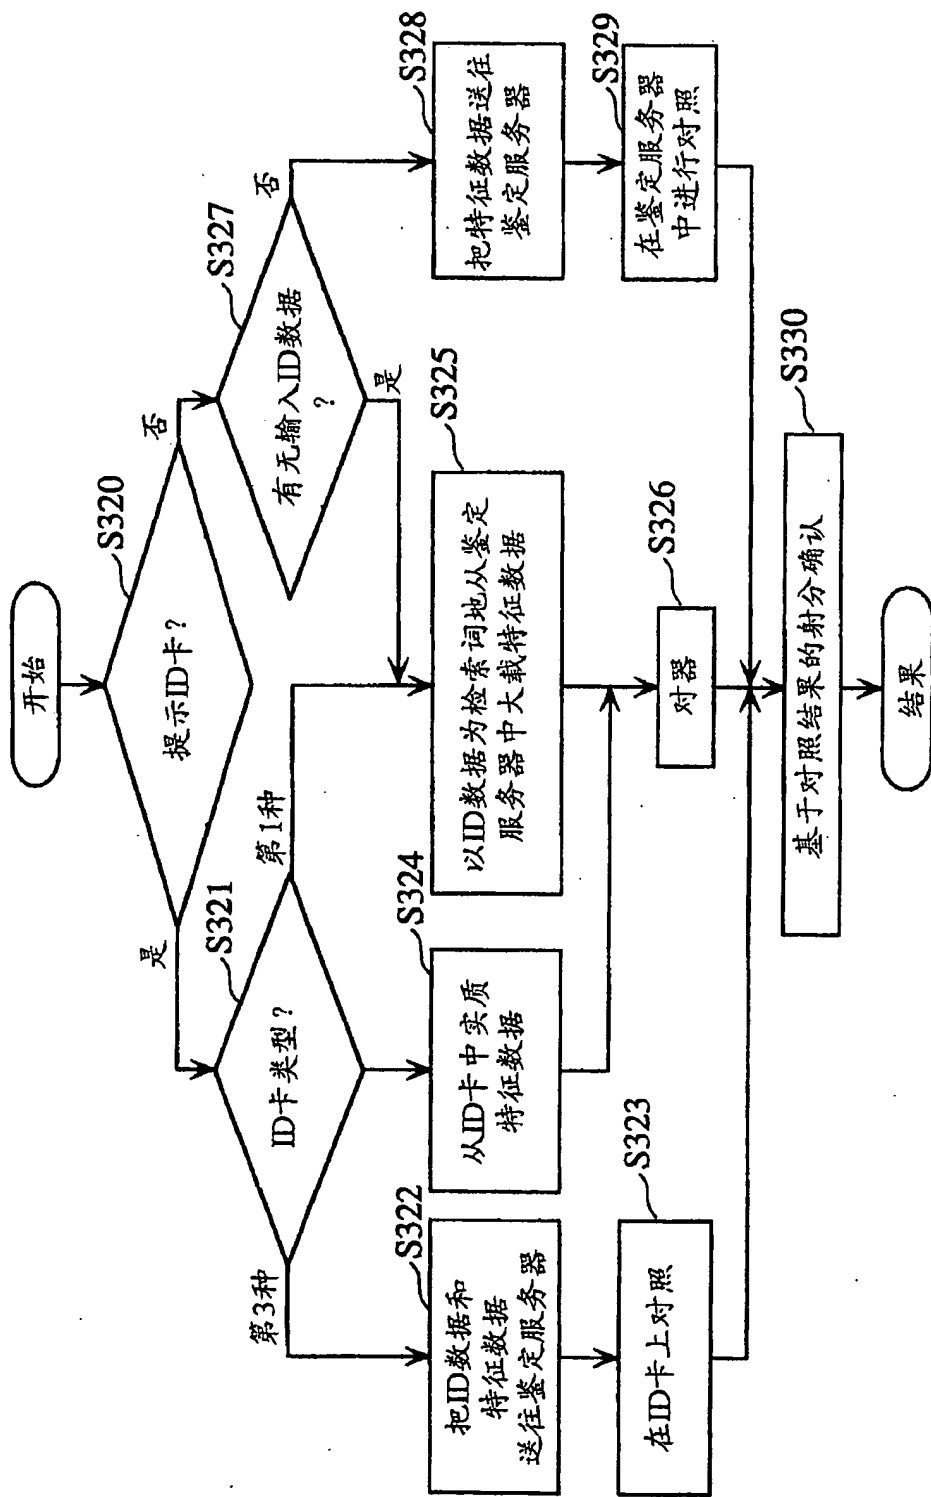 开始
S320
提示ID卡？
是
否
S321
ID卡类型？
第3种
第1种
S327
有无输入ID数据
？
否
是
S322
把ID数据和
特征数据
送往鉴定服务器
S324
从ID卡中实质
特征数据
S325
以ID数据为检索词地从鉴定
服务器中大载特征数据
S328
把特征数据送往
鉴定服务器
S323
在ID卡上对照
S326
对器
S329
在鉴定服务器
中进行对照
S330
基于对照结果的射分确认
结果